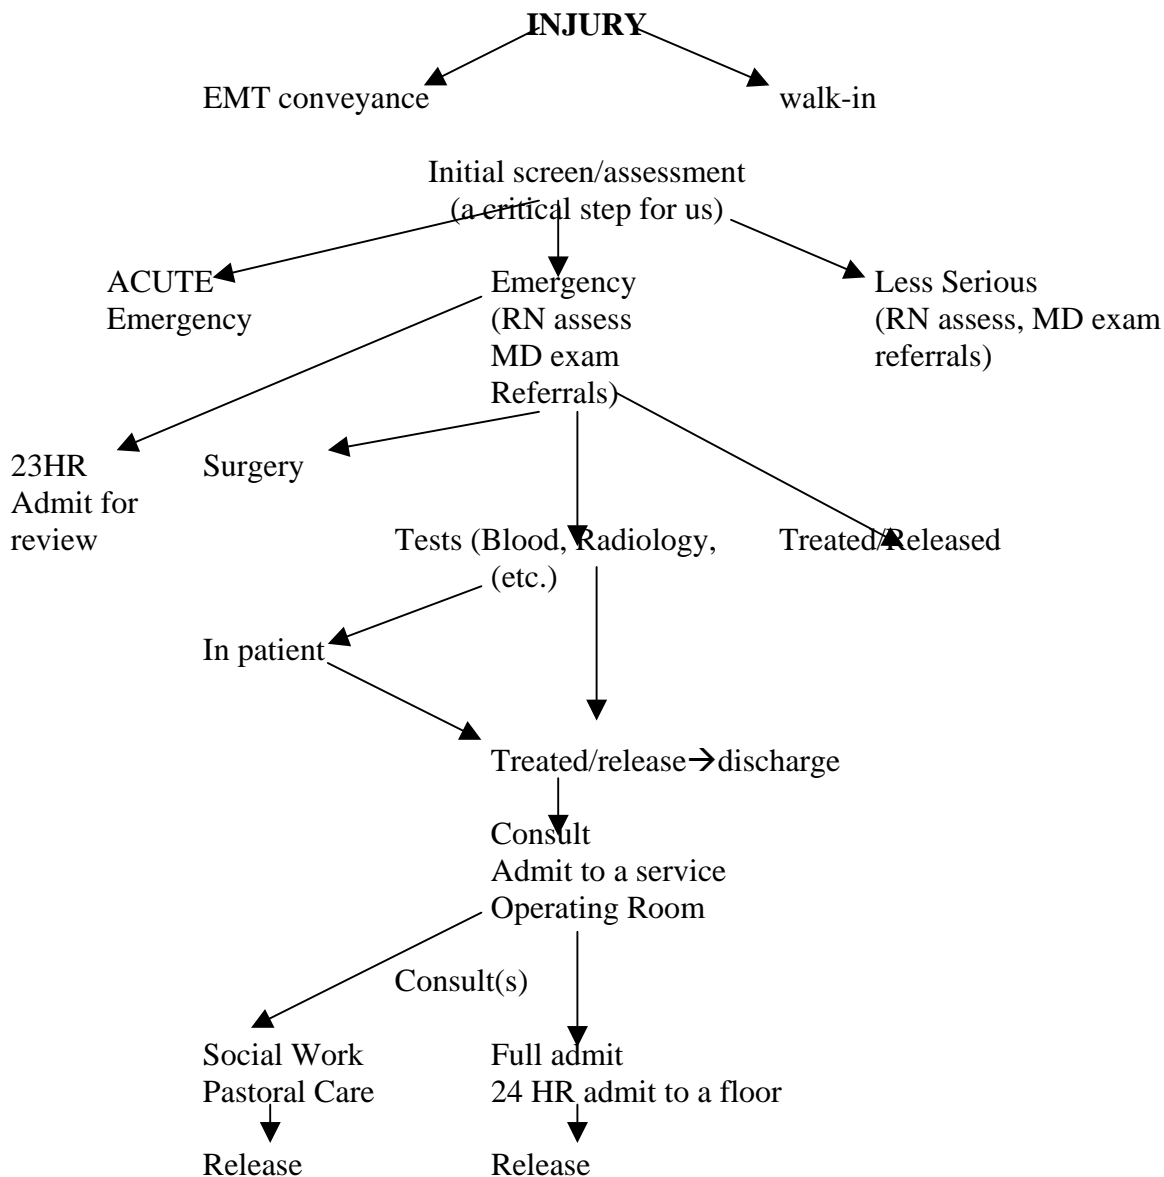 INJURY
EMT conveyance
walk-in
Initial screen/assessment
(a critical step for us)
ACUTE
Emergency
Emergency
(RN assess
MD exam
Referrals)
Less Serious
(RN assess, MD exam
referrals)
23HR
Admit for
review
Surgery
Tests (Blood, Radiology,
(etc.)
Treated/Released
In patient
Treated/release→discharge
Consult
Admit to a service
Operating Room
Consult(s)
Social Work
Pastoral Care
Full admit
24 HR admit to a floor
Release
Release